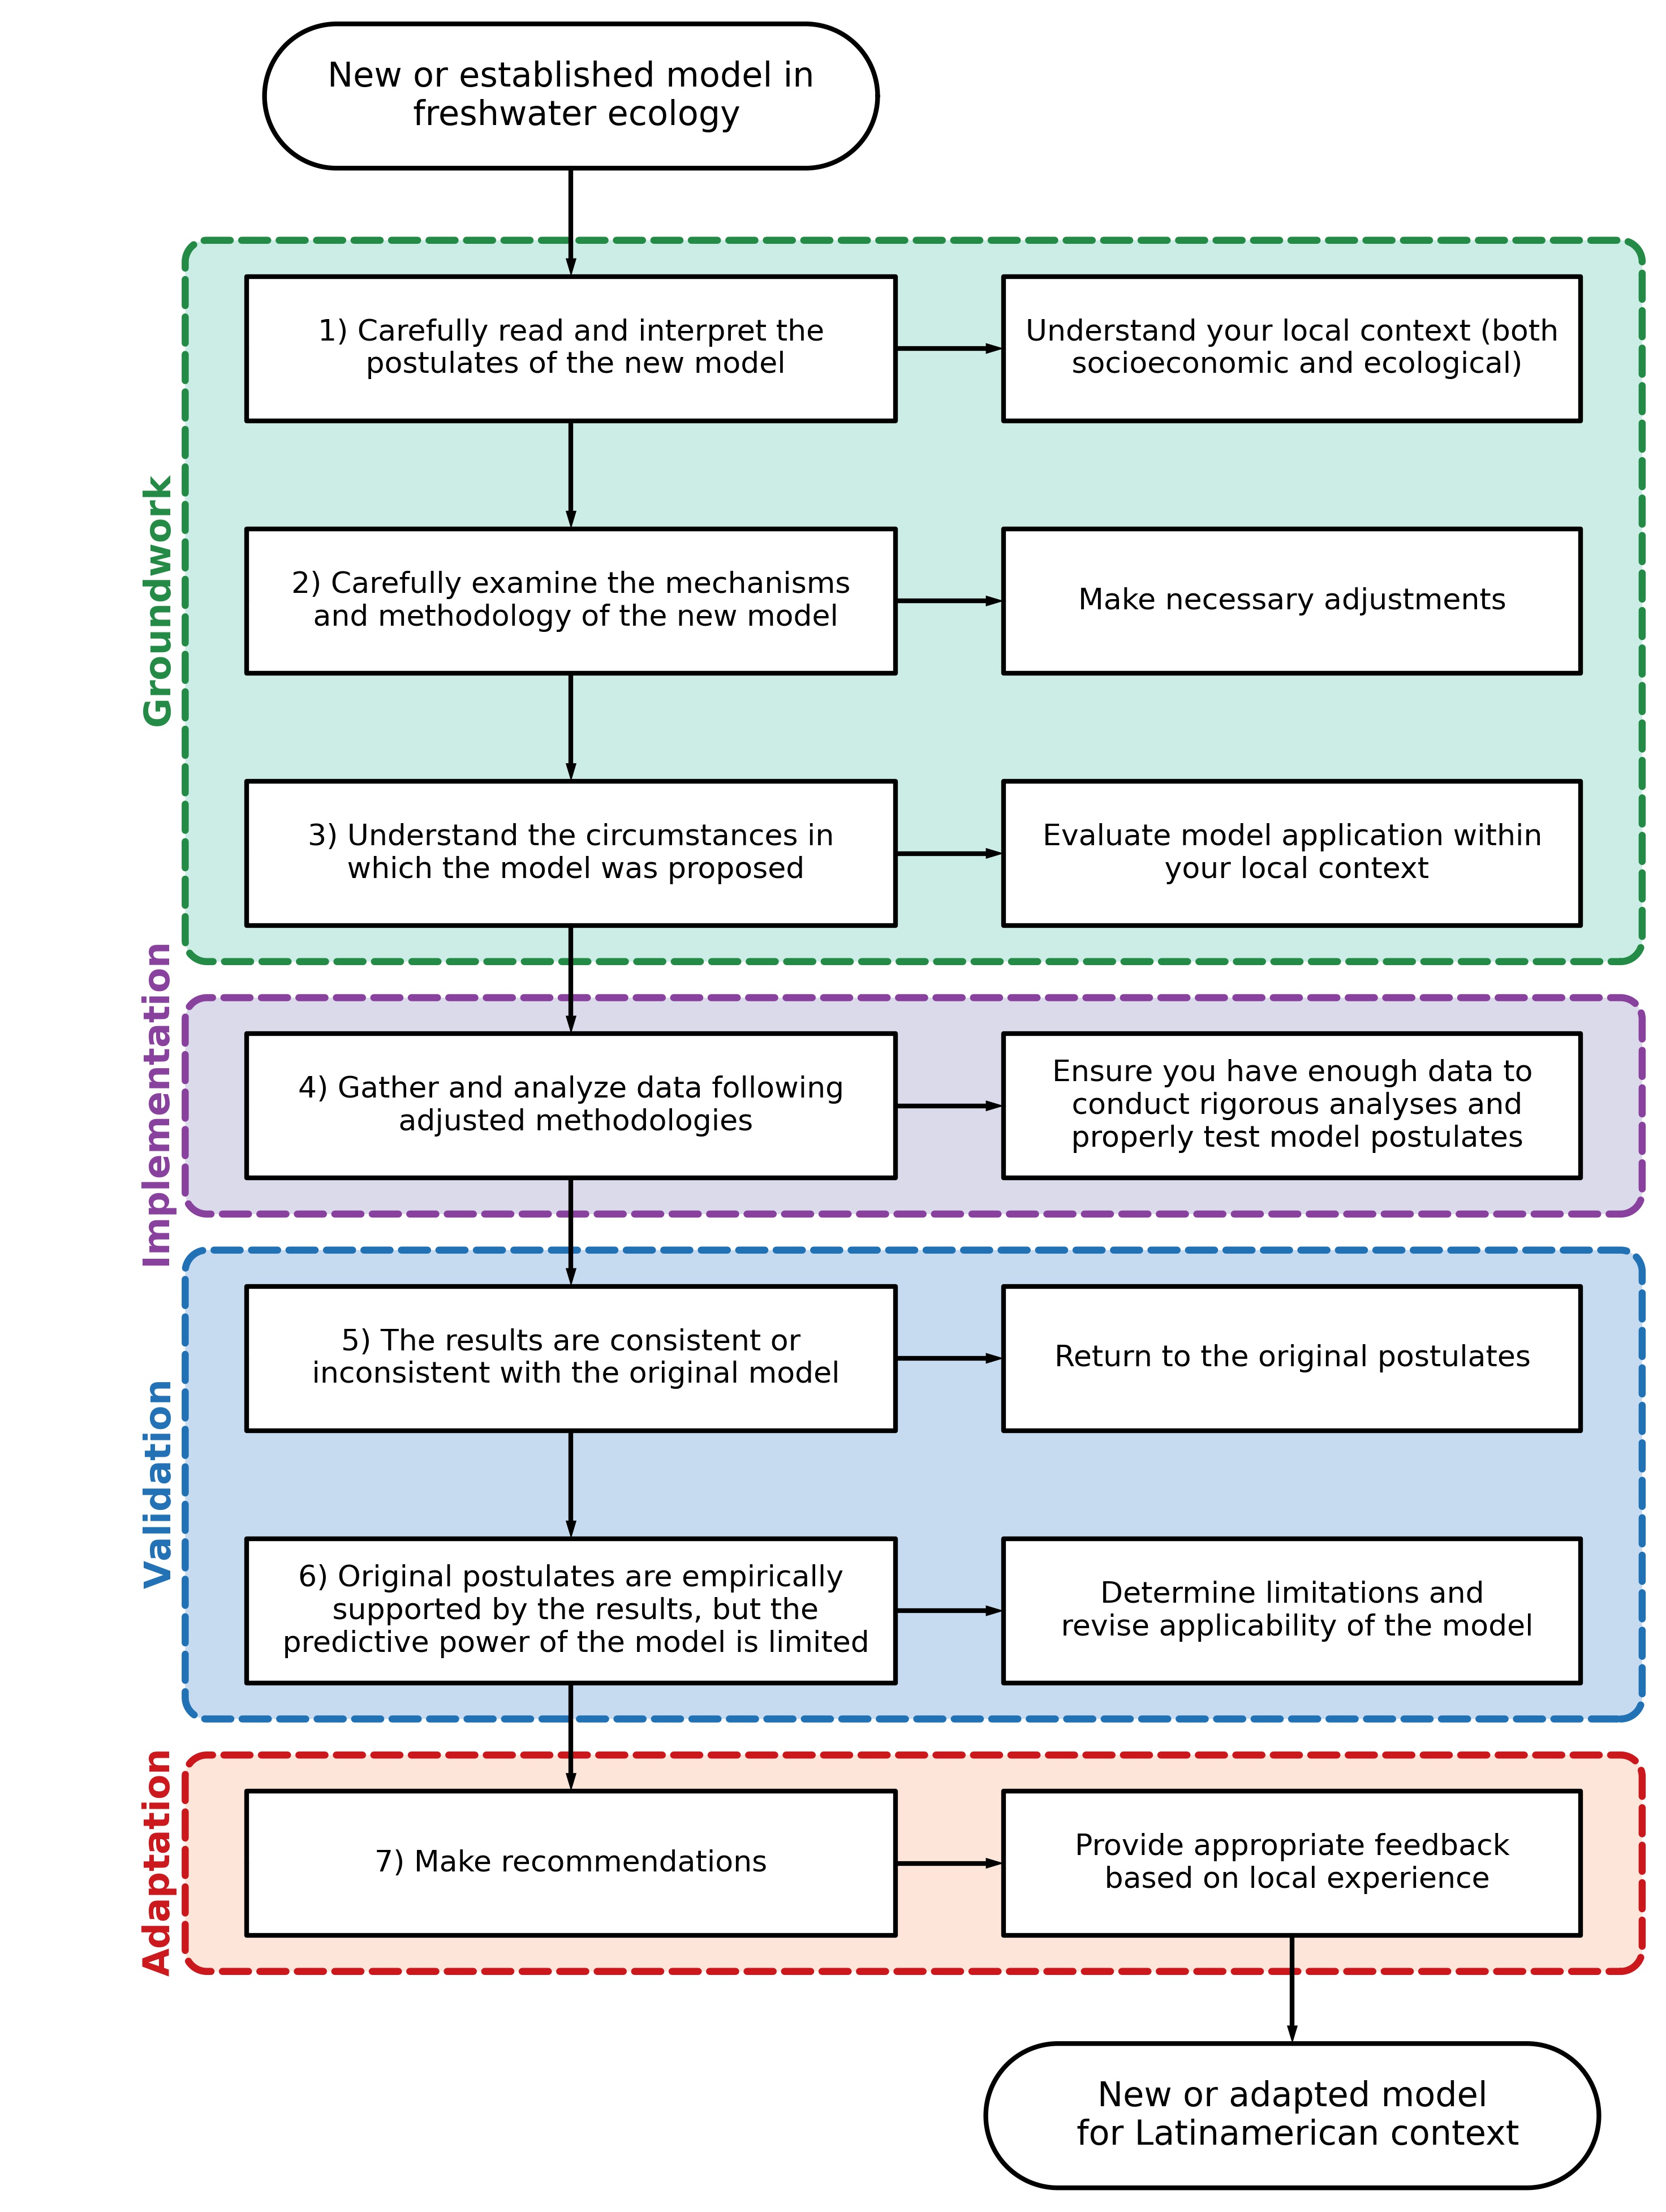 New or established model in
freshwater ecology
Groundwork
1) Carefully read and interpret the
postulates of the new model
Understand your local context (both
socioeconomic and ecological)
2) Carefully examine the mechanisms
and methodology of the new model
Make necessary adjustments
3) Understand the circumstances in
which the model was proposed
Evaluate model application within
your local context
Implementation
4) Gather and analyze data following
adjusted methodologies
Ensure you have enough data to
conduct rigorous analyses and
properly test model postulates
Validation
5) The results are consistent or
inconsistent with the original model
Return to the original postulates
6) Original postulates are empirically
supported by the results, but the
predictive power of the model is limited
Determine limitations and
revise applicability of the model
Adaptation
7) Make recommendations
Provide appropriate feedback
based on local experience
New or adapted model
for Latinamerican context